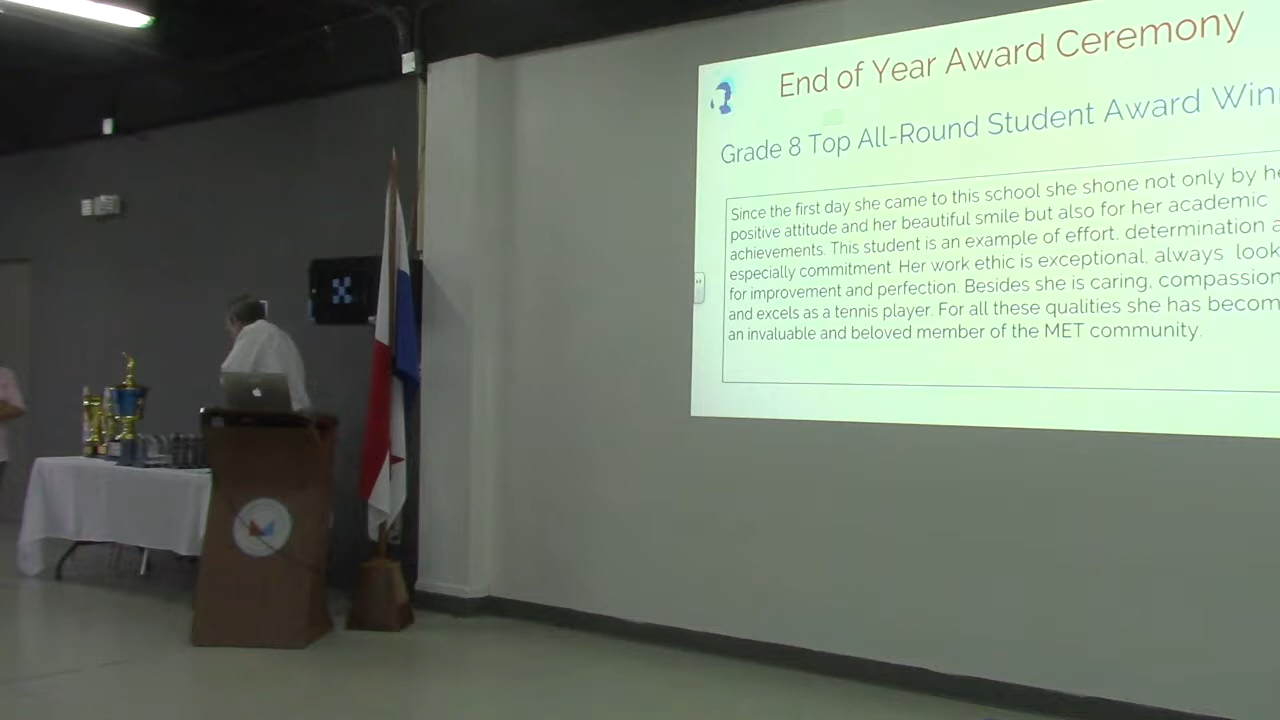 End of Year Award Ceremony
Grade 8 Top All-Round Student Award
Since the first day she came to this school she shone not only by
positive attitude and her beautiful smile but also for her academic
achievements. This student is an example of effort, determination
especially commitment. Her work ethic is exceptional, always look
for improvement and perfection. Besides she is caring, compassion
and excels as a tennis player. For all these qualities she has becom
an invaluable and beloved member of the MET community.